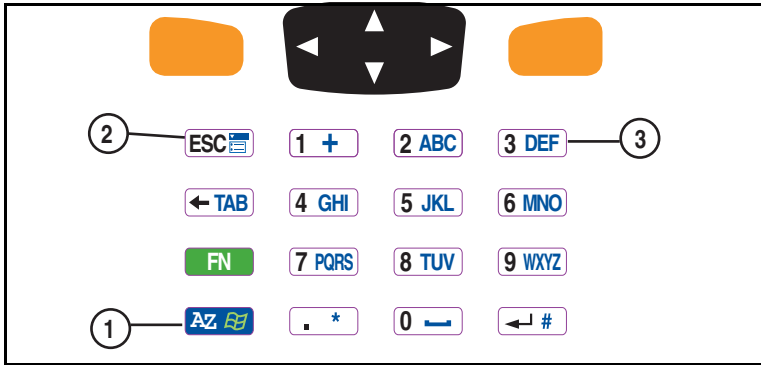 2 ESC 1 + 2 ABC 3 DEF 3
← TAB 4 GHI 5 JKL 6 MNO
FN 7 PQRS 8 TUV 9 WXYZ
1 AZ . * 0 #